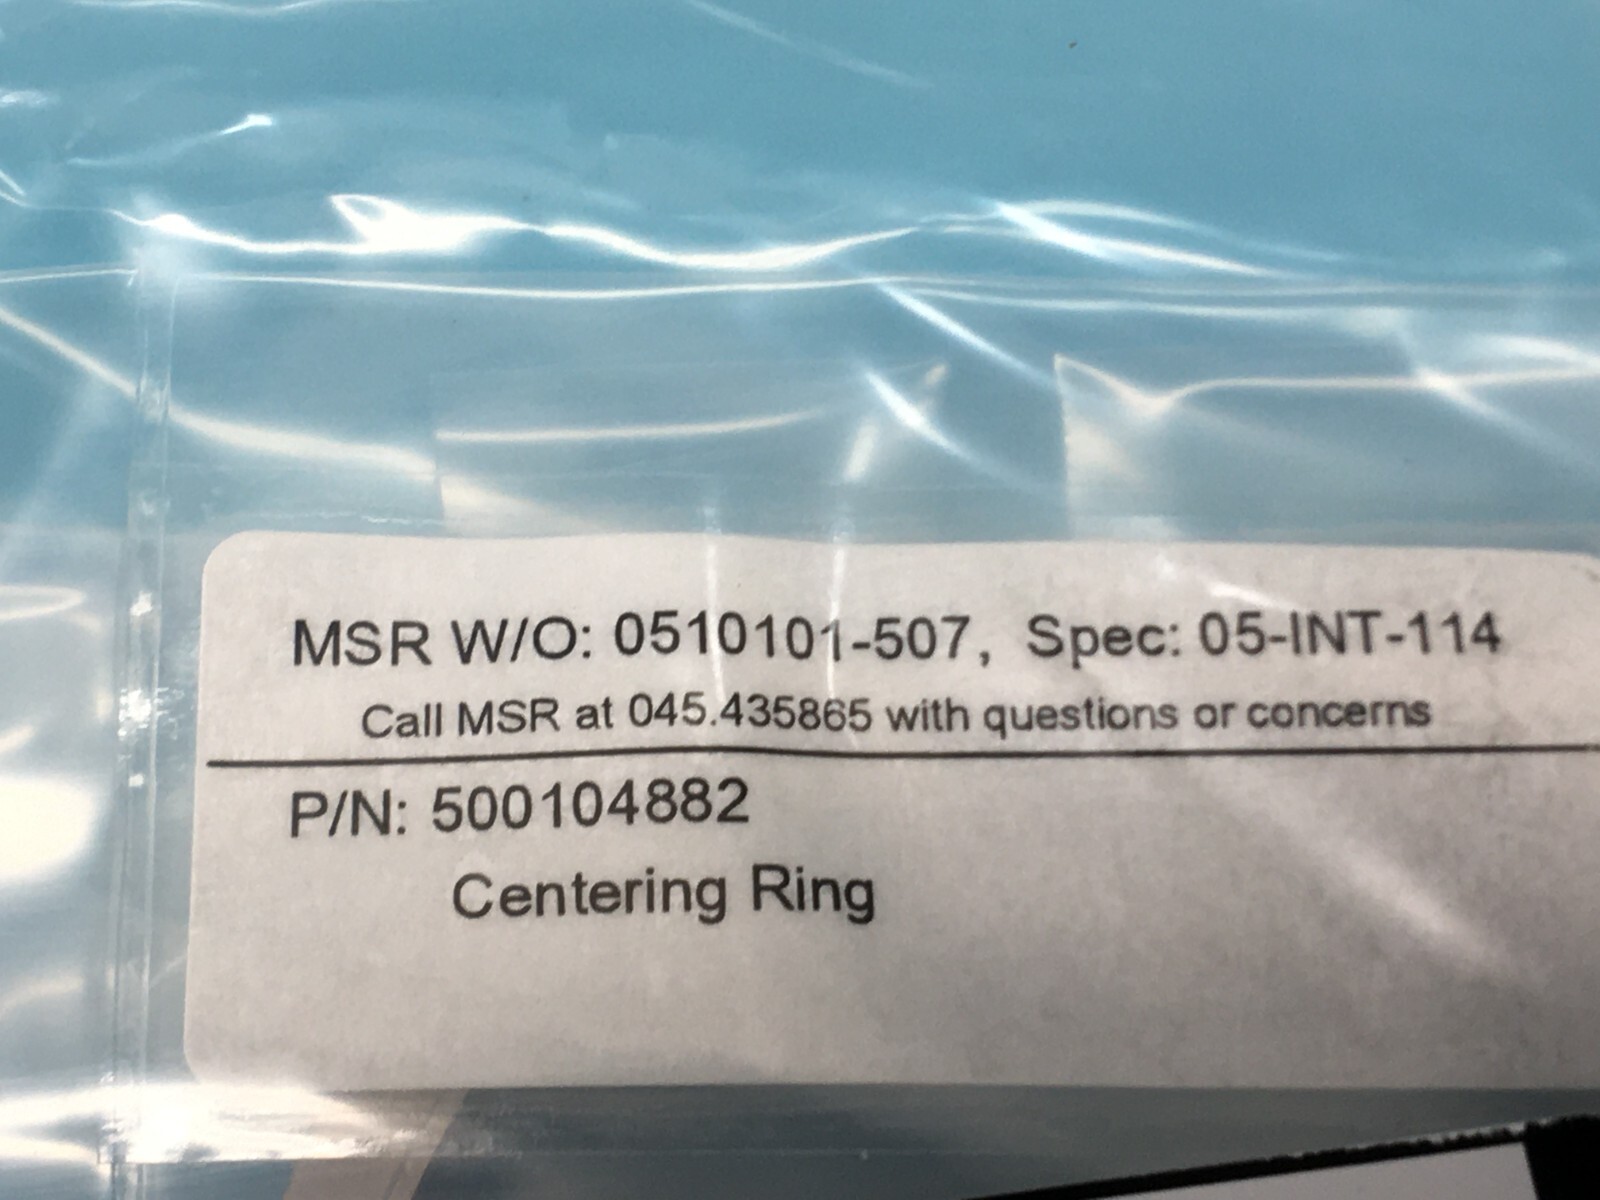 MSR W/O: 0510101-507, Spec: 05-INT-114
Call MSR at 045.435865 with questions or concerns
P/N: 500104882
Centering Ring